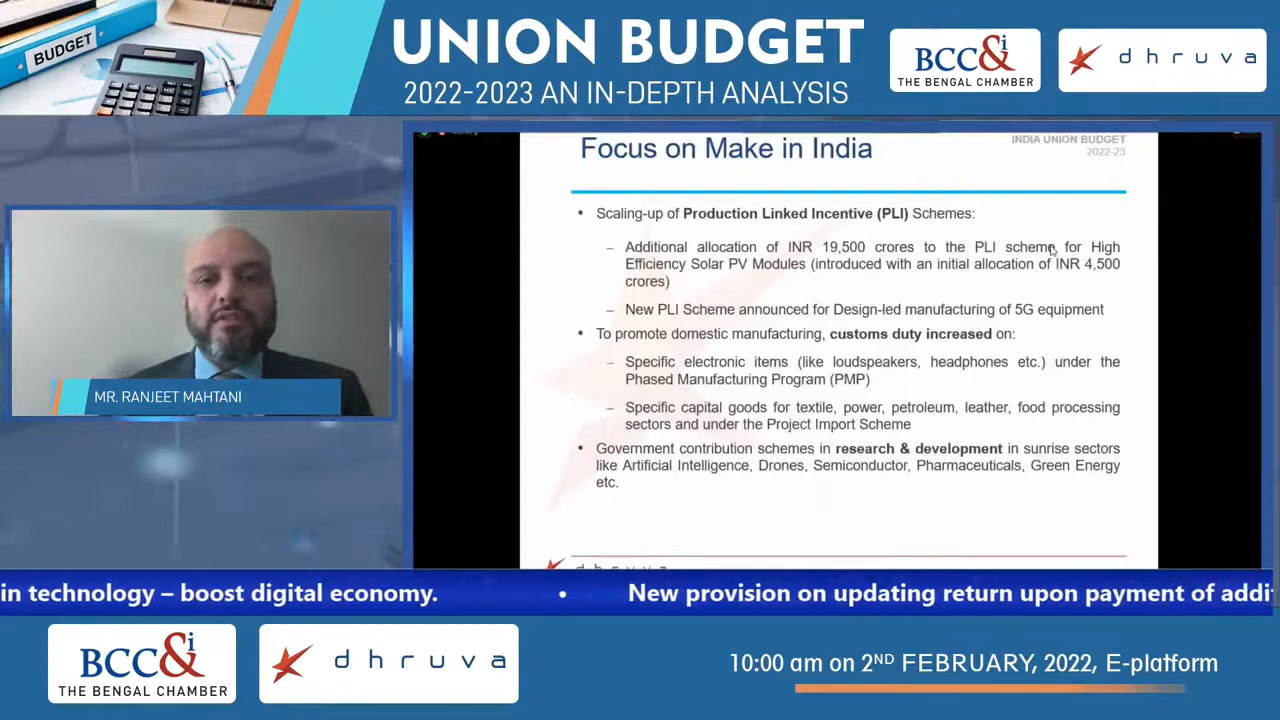 BUDGET
UNION BUDGET
2022-2023 AN IN-DEPTH ANALYSIS
BCC&i
THE BENGAL CHAMBER
dhruva
Focus on Make in India
INDIA UNION BUDGET
2022-23
• Scaling-up of Production Linked Incentive (PLI) Schemes:
– Additional allocation of INR 19,500 crores to the PLI scheme for High
Efficiency Solar PV Modules (introduced with an initial allocation of INR 4,500
crores)
– New PLI Scheme announced for Design-led manufacturing of 5G equipment
• To promote domestic manufacturing, customs duty increased on:
– Specific electronic items (like loudspeakers, headphones etc.) under the
Phased Manufacturing Program (PMP)
– Specific capital goods for textile, power, petroleum, leather, food processing
sectors and under the Project Import Scheme
• Government contribution schemes in research & development in sunrise sectors
like Artificial Intelligence, Drones, Semiconductor, Pharmaceuticals, Green Energy
etc.
dhruva
MR. RANJEET MAHTANI
in technology – boost digital economy. • New provision on updating return upon payment of addi
BCC&i
THE BENGAL CHAMBER
dhruva
10:00 am on 2ND FEBRUARY, 2022, E-platform